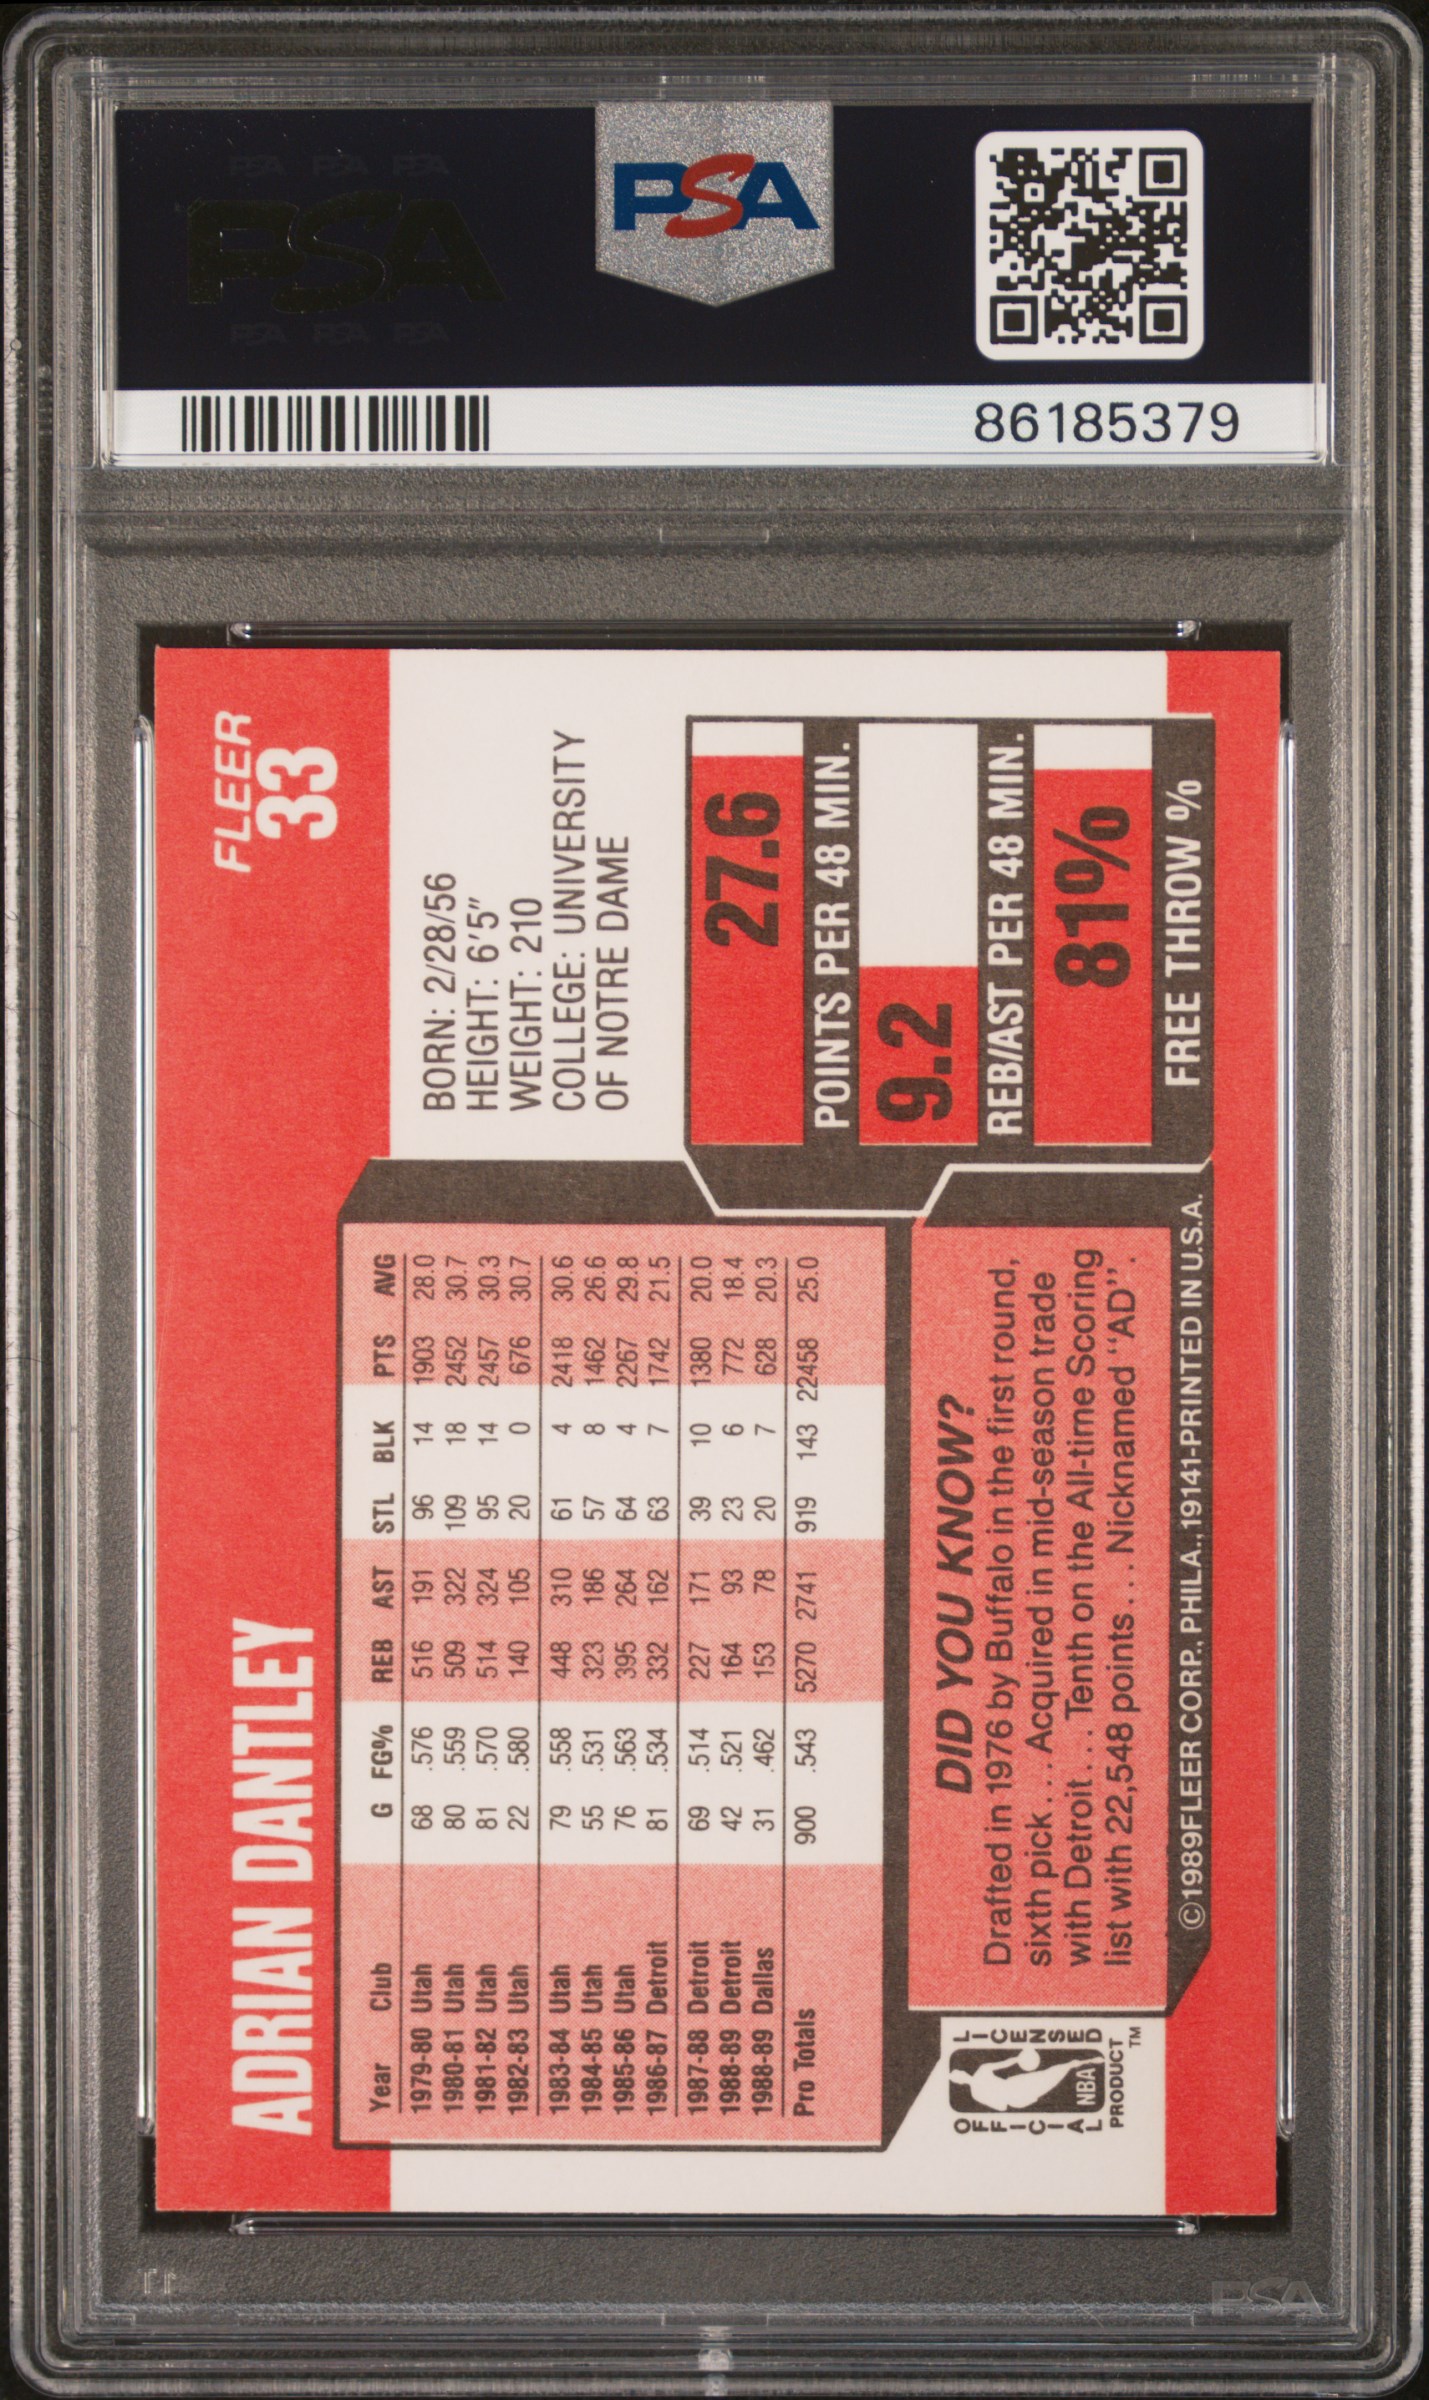 PSA PSA PSA
PSA
PSA PSA PSA
PSA
86185379
FLEER
33
ADRIAN DANTLEY
BORN: 2/28/56
HEIGHT: 6'5"
WEIGHT: 210
COLLEGE: UNIVERSITY
OF NOTRE DAME
Year Club G FG% REB AST STL BLK PTS AVG
1979-80 Utah 68 .576 516 191 96 14 1903 28.0
1980-81 Utah 80 .559 509 322 109 18 2452 30.7
1981-82 Utah 81 .570 514 324 95 14 2457 30.3
1982-83 Utah 22 .580 140 105 20 0 676 30.7
1983-84 Utah 79 .558 448 310 61 4 2418 30.6
1984-85 Utah 55 .531 323 186 57 8 1462 26.6
1985-86 Utah 76 .563 395 264 64 4 2267 29.8
1986-87 Detroit 81 .534 332 162 63 7 1742 21.5
1987-88 Detroit 69 .514 227 171 39 10 1380 20.0
1988-89 Detroit 42 .521 164 93 23 6 772 18.4
1988-89 Dallas 31 .462 153 78 20 7 628 20.3
Pro Totals 900 .543 5270 2741 919 143 22458 25.0
27.6
POINTS PER 48 MIN.
9.2
REB/AST PER 48 MIN.
81%
FREE THROW %
DID YOU KNOW?
Drafted in 1976 by Buffalo in the first round,
sixth pick... Acquired in mid-season trade
with Detroit... Tenth on the All-time Scoring
list with 22,548 points... Nicknamed "AD".
OFFICIAL LICENSED
NBA
PRODUCT™
©1989 FLEER CORP., PHILA., 19141-PRINTED IN U.S.A.
PSA